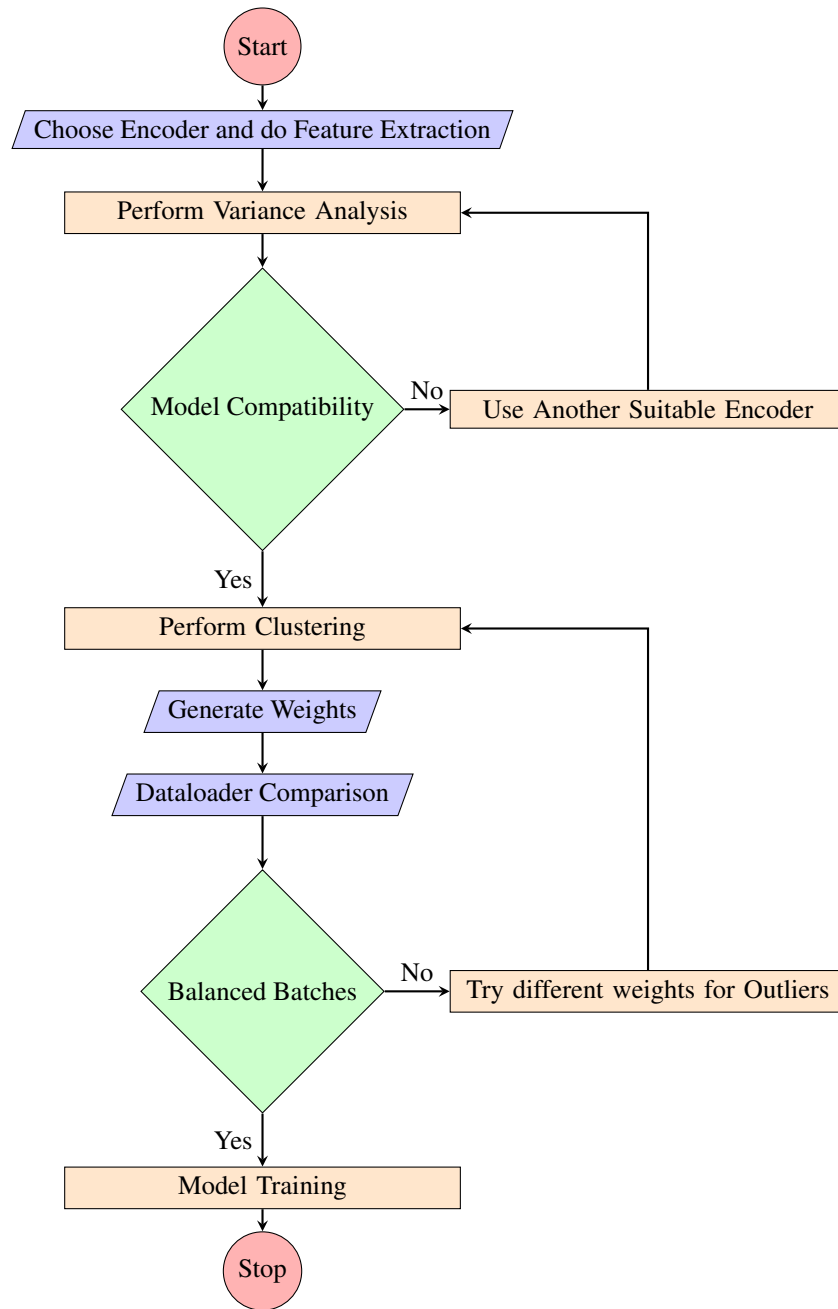 Start
Choose Encoder and do Feature Extraction
Perform Variance Analysis
Model Compatibility
No
Use Another Suitable Encoder
Yes
Perform Clustering
Generate Weights
Dataloader Comparison
Balanced Batches
No
Try different weights for Outliers
Yes
Model Training
Stop